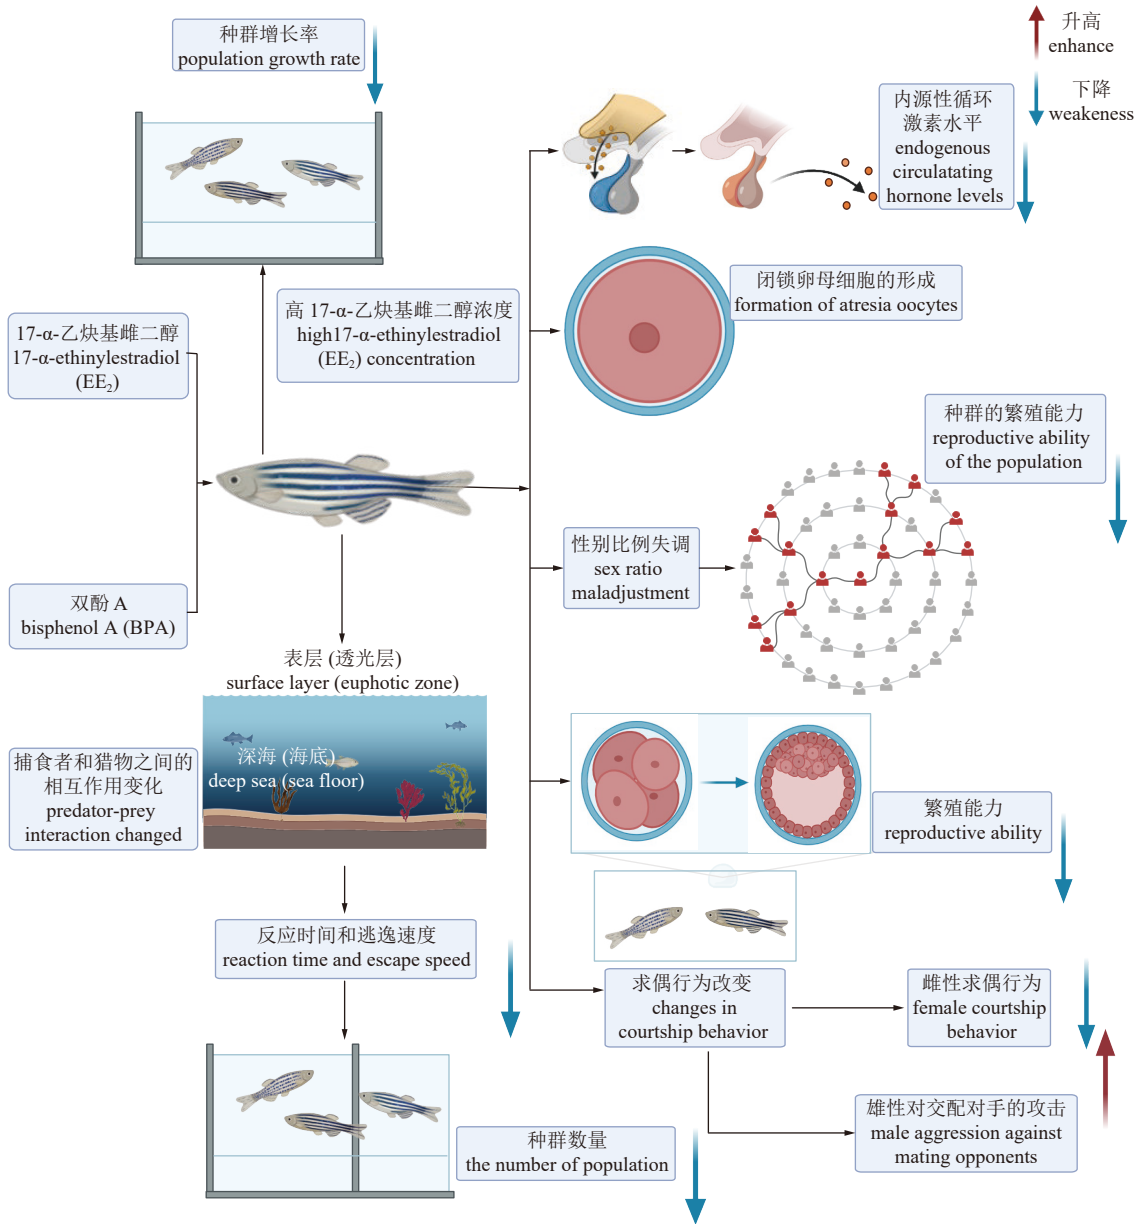 种群增长率
population growth rate
升高
enhance
下降
weakeness
内源性循环
激素水平
endogenous
circulatating
hornone levels
闭锁卵母细胞的形成
formation of atresia oocytes
高 17-α-乙炔基雌二醇浓度
high17-α-ethinylestradiol
(EE₂) concentration
17-α-乙炔基雌二醇
17-α-ethinylestradiol
(EE₂)
种群的繁殖能力
reproductive ability
of the population
性别比例失调
sex ratio
maladjustment
双酚 A
bisphenol A (BPA)
表层 (透光层)
surface layer (euphotic zone)
深海 (海底)
deep sea (sea floor)
捕食者和猎物之间的
相互作用变化
predator-prey
interaction changed
繁殖能力
reproductive ability
反应时间和逃逸速度
reaction time and escape speed
求偶行为改变
changes in
courtship behavior
雌性求偶行为
female courtship
behavior
雄性对交配对手的攻击
male aggression against
mating opponents
种群数量
the number of population